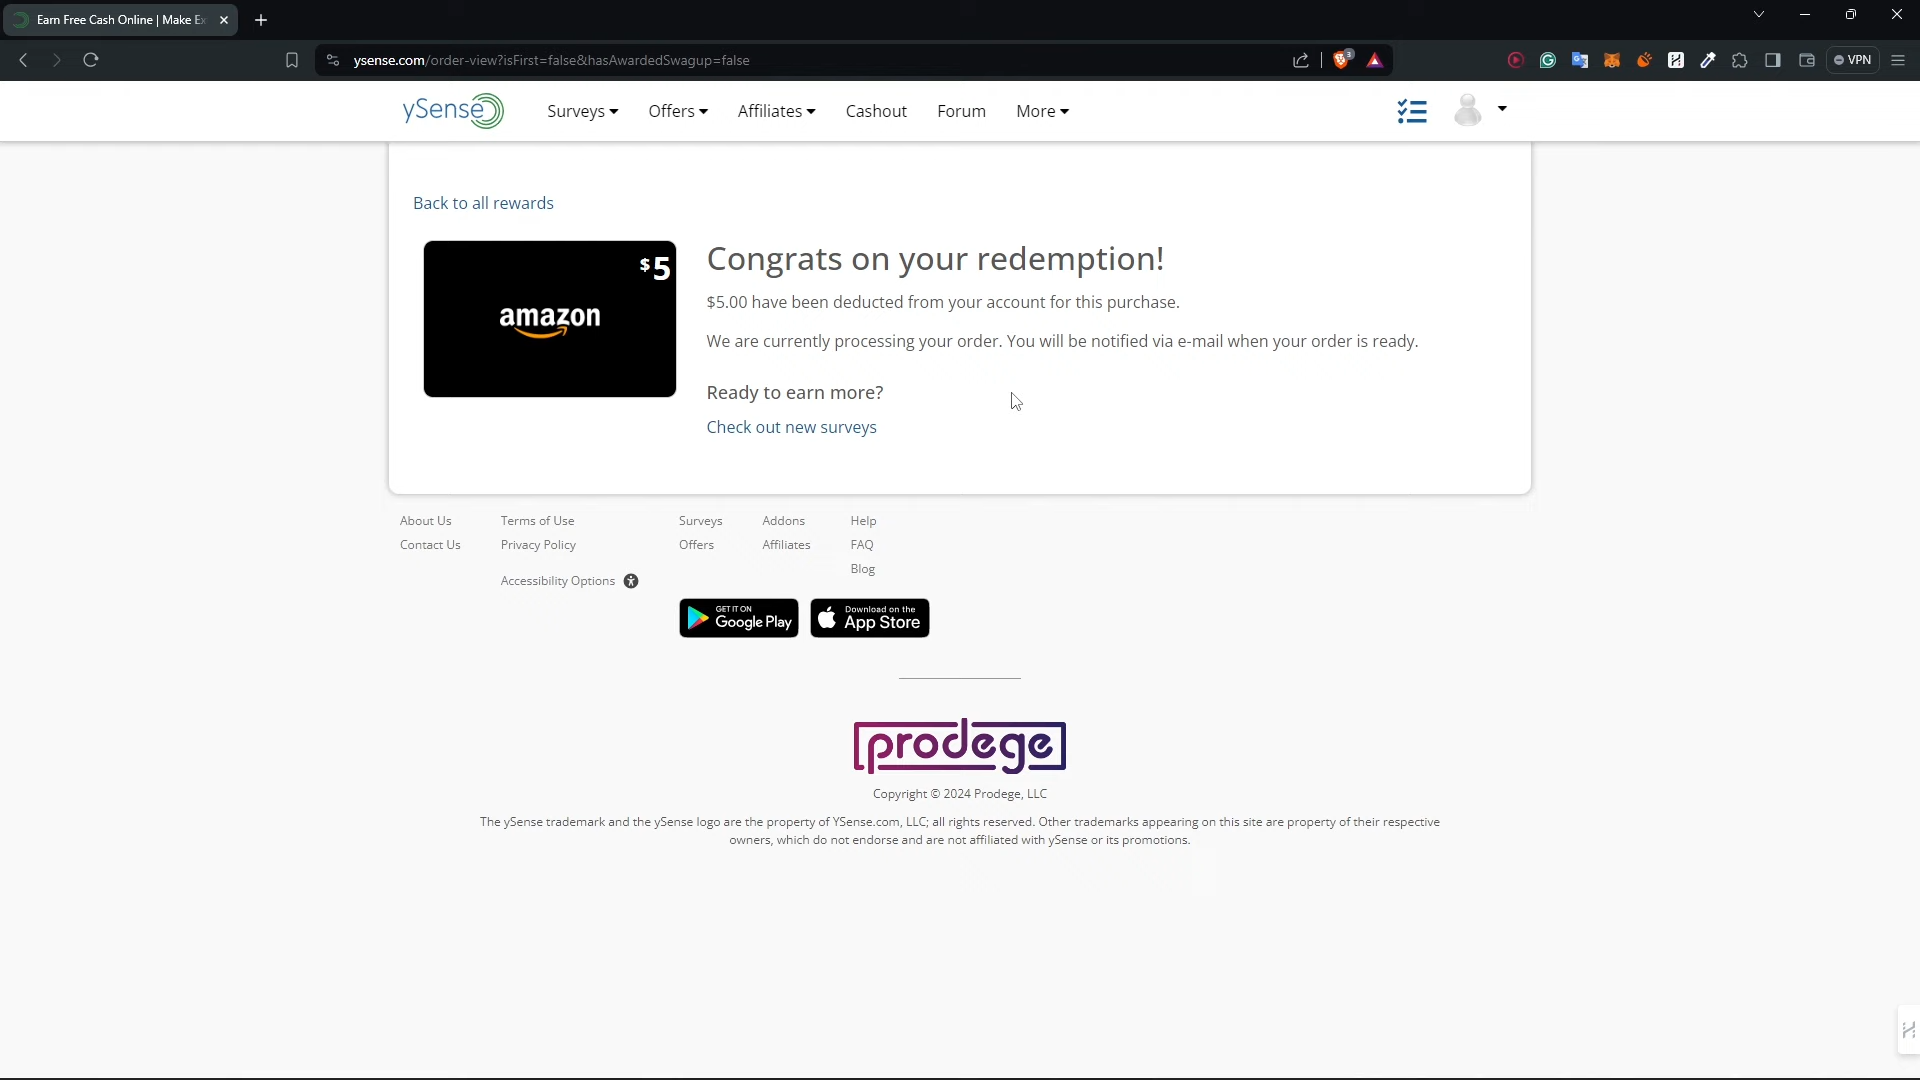 Earn Free Cash Online | Make Ex
ysense.com/order-view?isFirst=false&hasAwardedSwagup=false
3
VPN
ySense
Surveys
Offers
Affiliates
Cashout
Forum
More
Back to all rewards
$5
amazon
Congrats on your redemption!
$5.00 have been deducted from your account for this purchase.
We are currently processing your order. You will be notified via e-mail when your order is ready.
Ready to earn more?
Check out new surveys
About Us
Contact Us
Terms of Use
Privacy Policy
Accessibility Options
Surveys
Offers
Addons
Affiliates
Help
FAQ
Blog
GET IT ON
Google Play
Download on the
App Store
prodege
Copyright © 2024 Prodege, LLC
The ySense trademark and the ySense logo are the property of YSense.com, LLC; all rights reserved. Other trademarks appearing on this site are property of their respective
owners, which do not endorse and are not affiliated with ySense or its promotions.